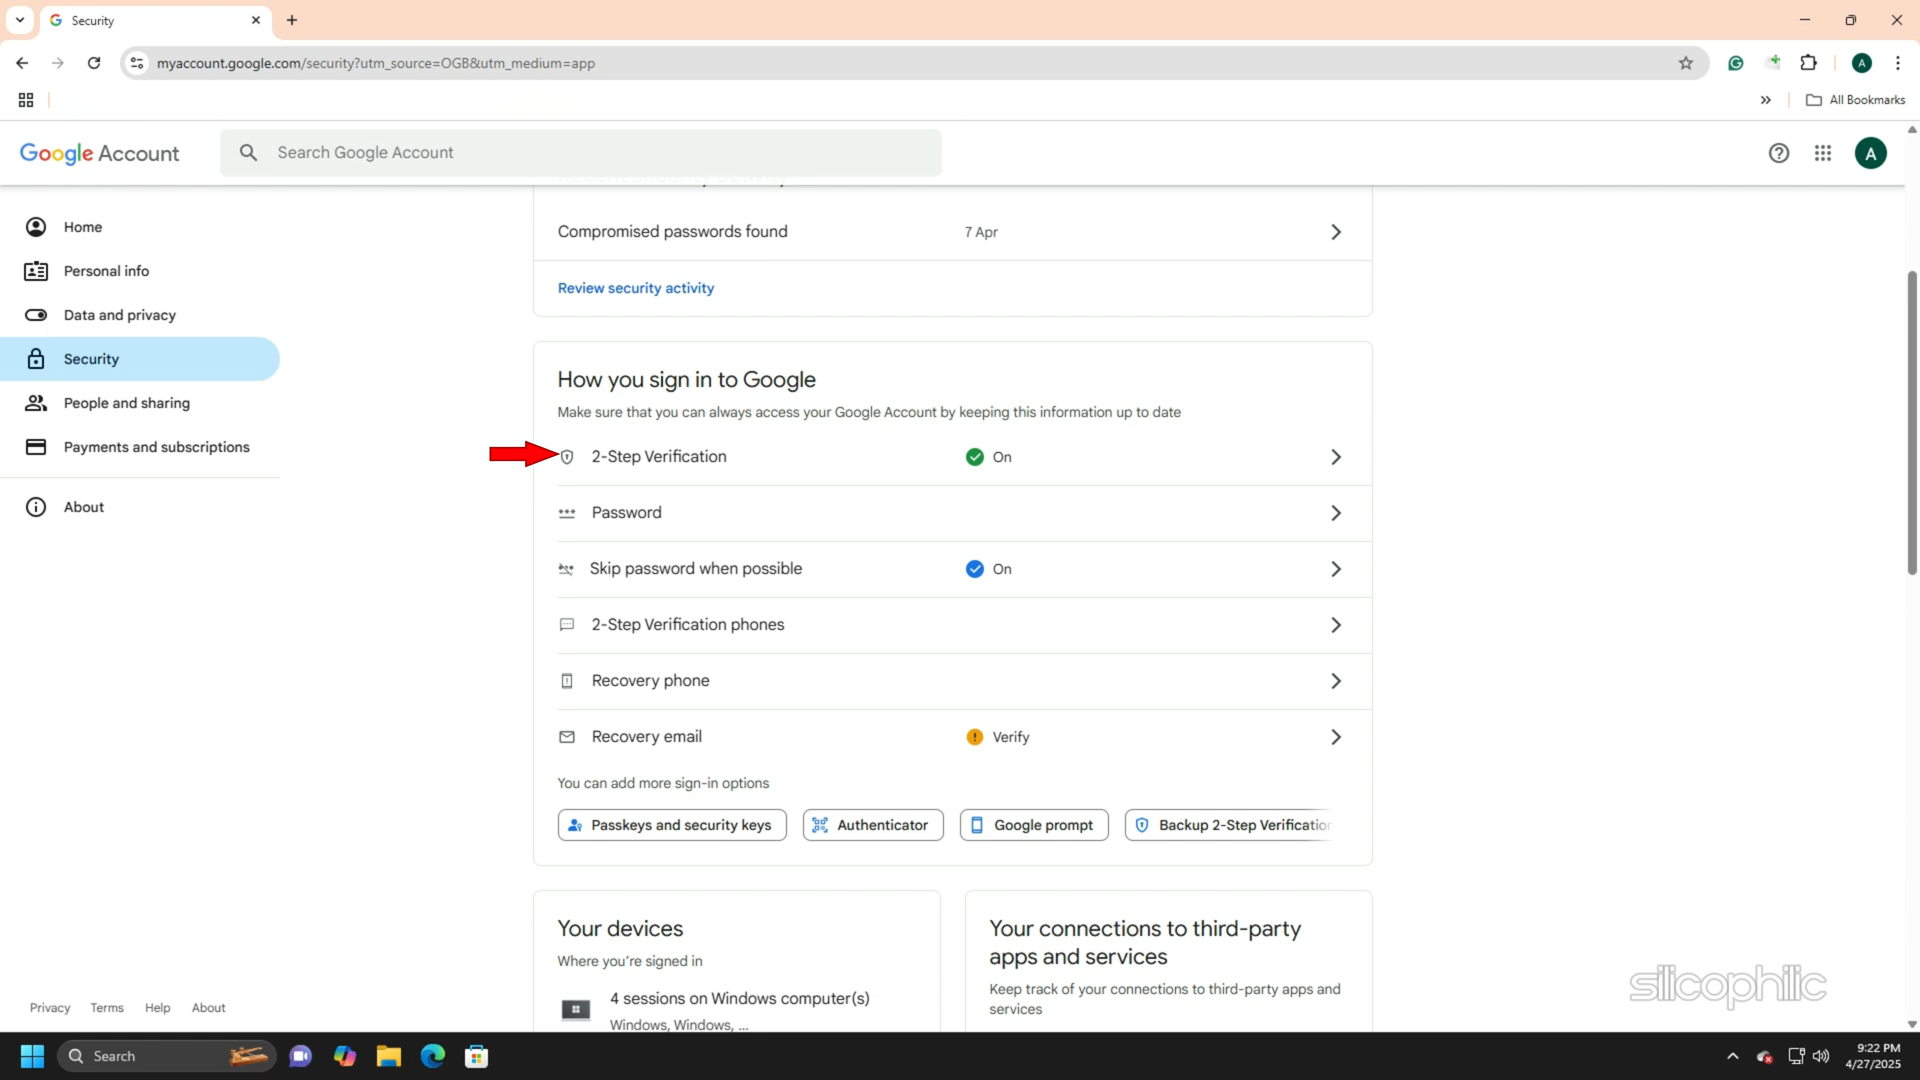 Security
myaccount.google.com/security?utm_source=OGB&utm_medium=app
A
All Bookmarks
Google Account
Search Google Account
A
Home
Personal info
Data and privacy
Security
People and sharing
Payments and subscriptions
About
Compromised passwords found
7 Apr
Review security activity
How you sign in to Google
Make sure that you can always access your Google Account by keeping this information up to date
2-Step Verification
On
Password
Skip password when possible
On
2-Step Verification phones
Recovery phone
Recovery email
Verify
You can add more sign-in options
Passkeys and security keys
Authenticator
Google prompt
Backup 2-Step Verification
Your devices
Where you're signed in
4 sessions on Windows computer(s)
Windows, Windows, ...
Your connections to third-party
apps and services
Keep track of your connections to third-party apps and
services
silicophilic
Privacy
Terms
Help
About
Search
9:22 PM
4/27/2025